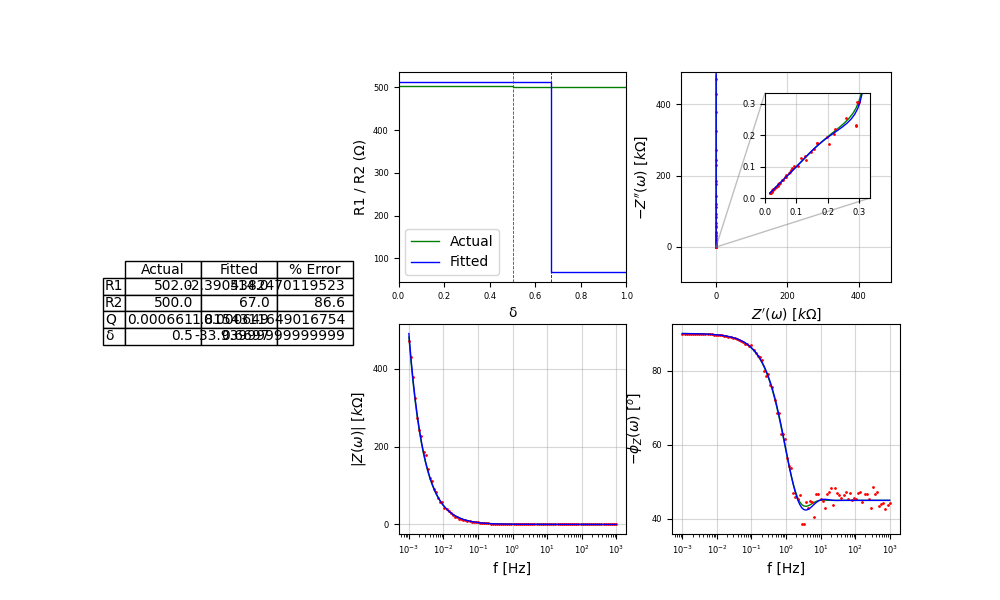 Actual Fitted % Error
R1 502.0
R2 500.0 67.0 86.6
Q
δ 0.5
R1 / R2 (Ω)
500
400
300
200
100
Actual
Fitted
0.0 0.2 0.4 0.6 0.8 1.0
δ
−Z′′(ω) [kΩ]
400
200
0
0.3
0.2
0.1
0.0
0.0 0.1 0.2 0.3
0 200 400
Z′(ω) [kΩ]
|Z(ω)| [kΩ]
400
200
0
10⁻³ 10⁻² 10⁻¹ 10⁰ 10¹ 10² 10³
f [Hz]
−ϕ_Z(ω) [°]
80
60
40
10⁻³ 10⁻² 10⁻¹ 10⁰ 10¹ 10² 10³
f [Hz]